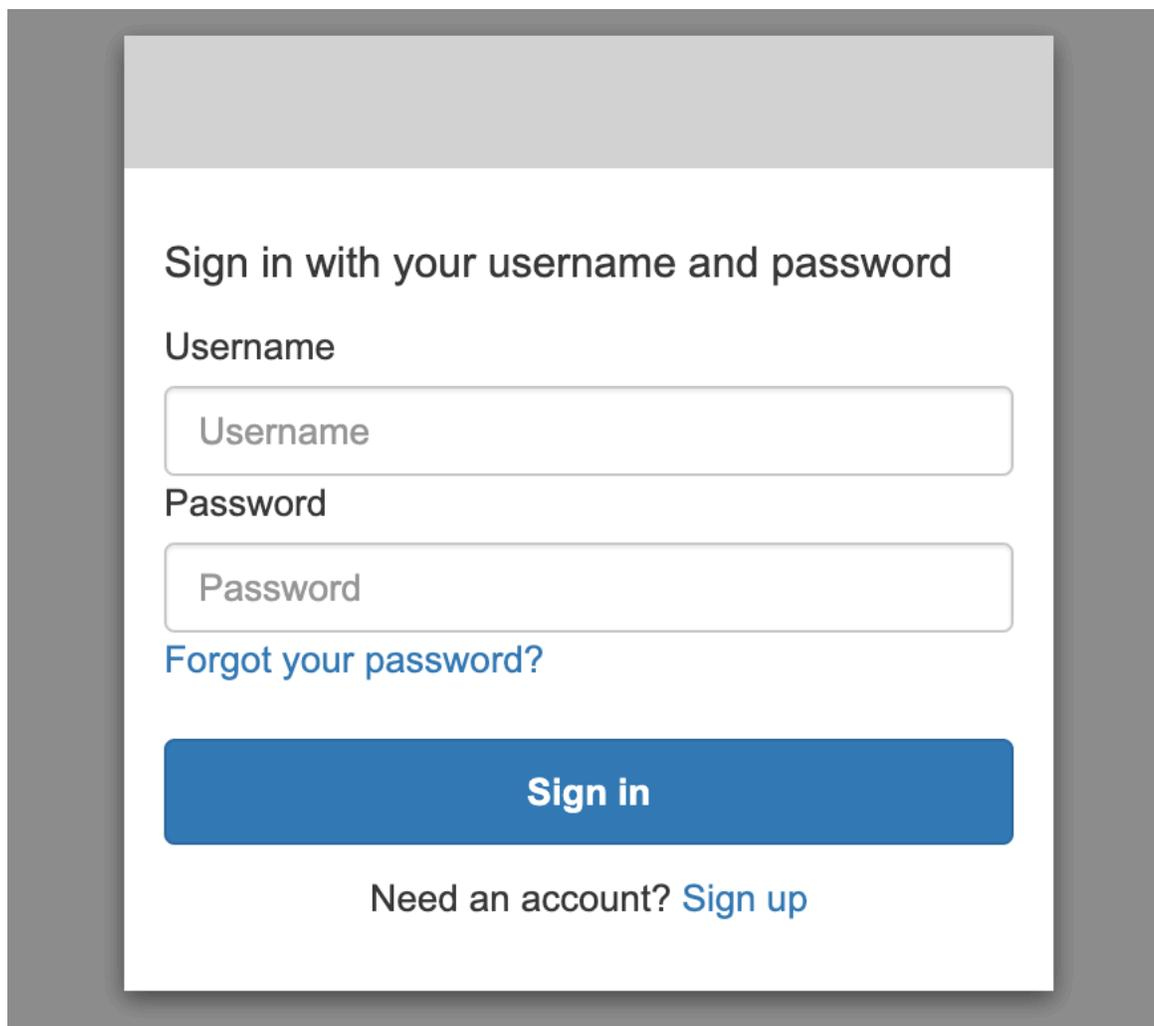 Sign in with your username and password
Username
Username
Password
Password
Forgot your password?
Sign in
Need an account? Sign up